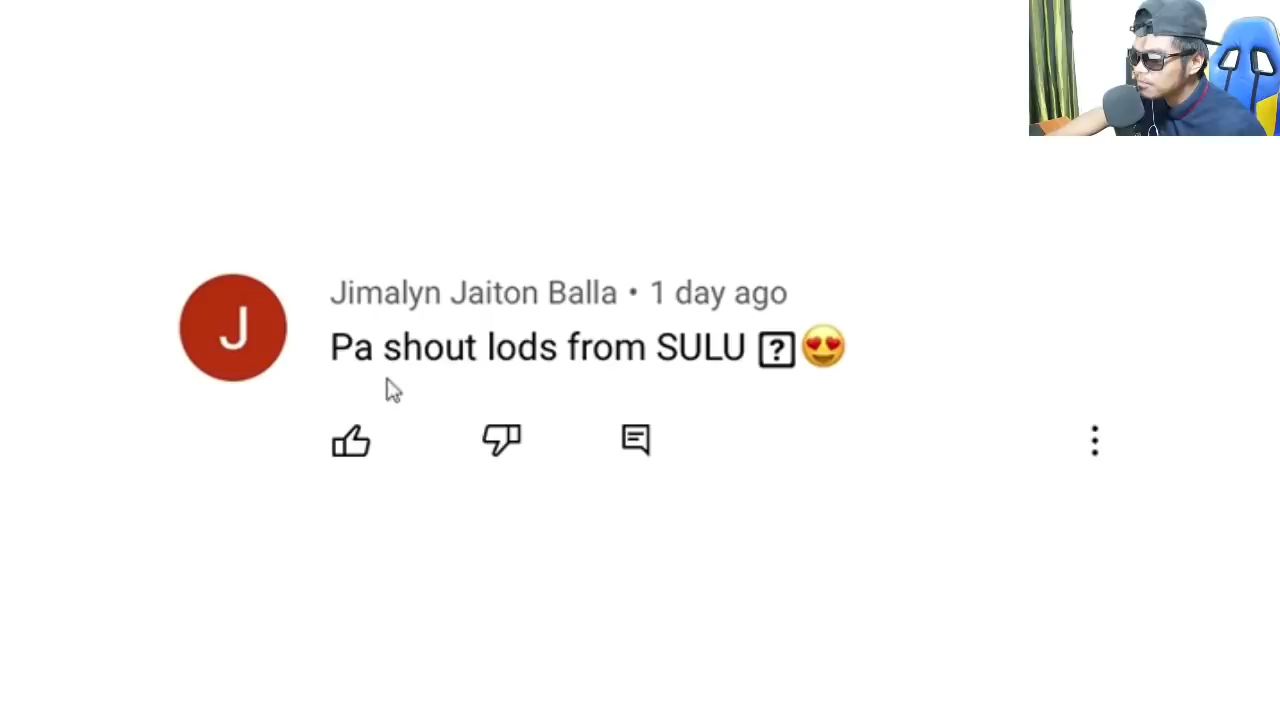 J
Jimalyn Jaiton Balla • 1 day ago
Pa shout lods from SULU ⍰😍